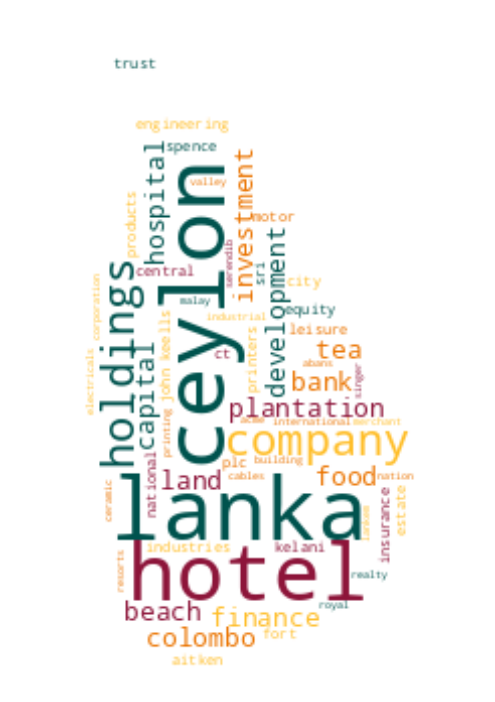 trust
engineering
spence
hospital
valley
ceylon
investment
products
motor
development
central
serendib
sri
holdings
city
corporation
malay
equity
industrial
john keells
leisure
printers
capital
tea
ct
electricals
abans
bank
singer
plantation
acme
international
merchant
company
printing
national
plc
building
land
cables
food
nation
lanka
ceramic
insurance
estate
lankem
industries
kelani
hotel
resorts
realty
royal
beach
finance
colombo
fort
aitken